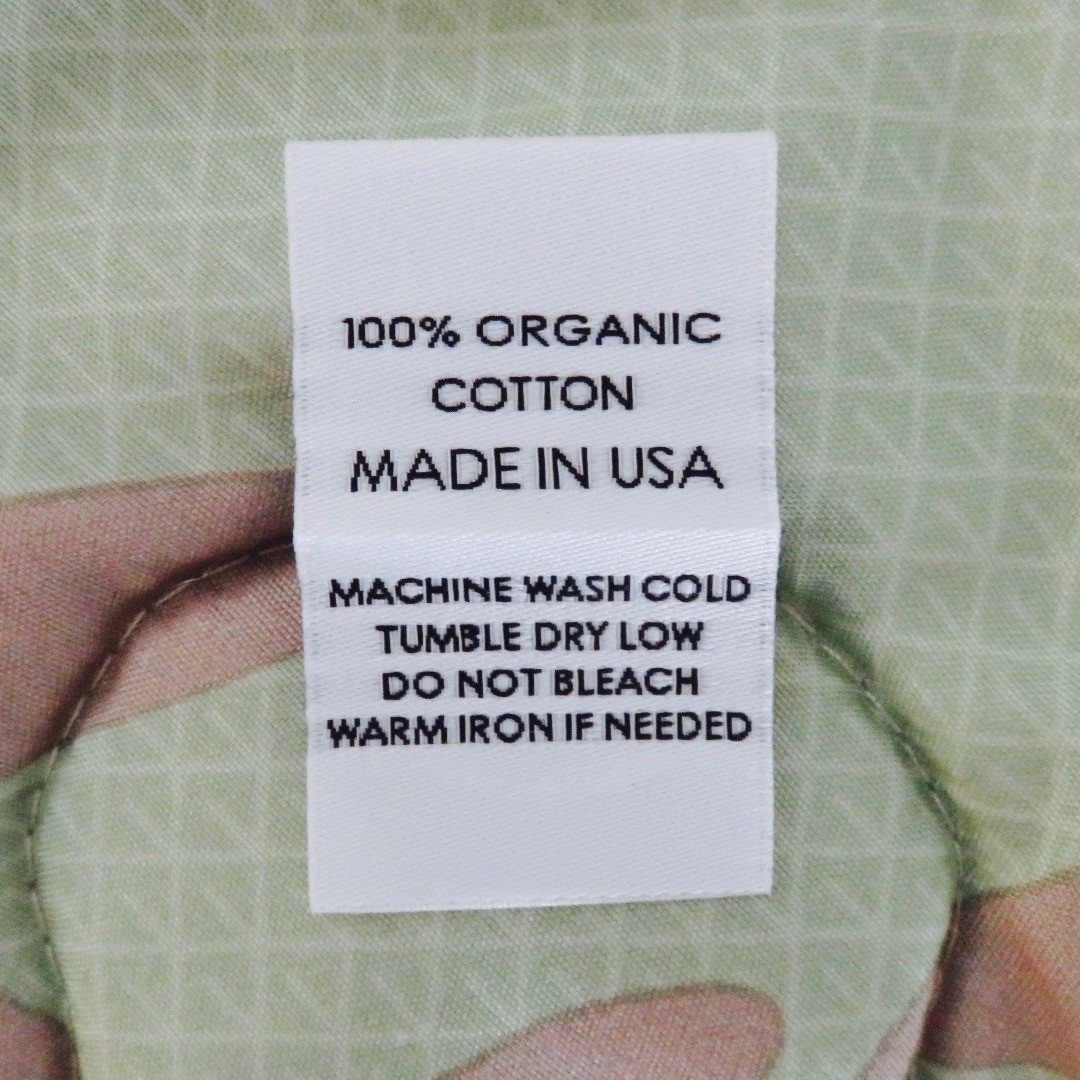 100% ORGANIC
COTTON
MADE IN USA
MACHINE WASH COLD
TUMBLE DRY LOW
DO NOT BLEACH
WARM IRON IF NEEDED